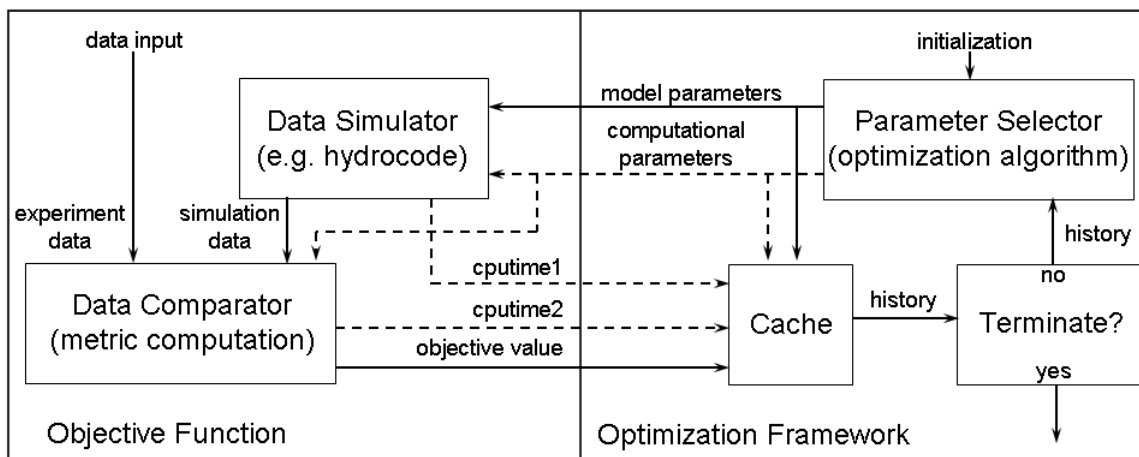 data input
initialization
Data Simulator
(e.g. hydrocode)
model parameters
computational
parameters
Parameter Selector
(optimization algorithm)
experiment
data
simulation
data
history
Data Comparator
(metric computation)
cputime1
cputime2
objective value
Cache
history
no
Terminate?
yes
Objective Function
Optimization Framework